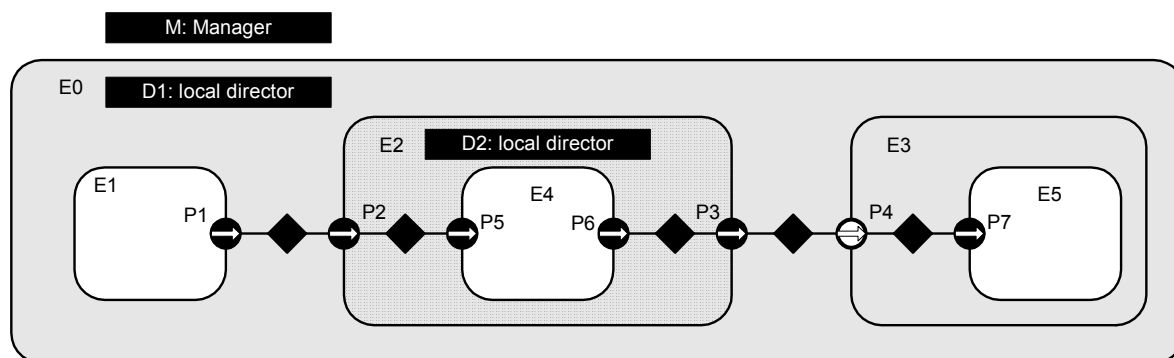 M: Manager
E0
D1: local director
E2
D2: local director
E3
E1
E4
E5
P1
P2
P5
P6
P3
P4
P7